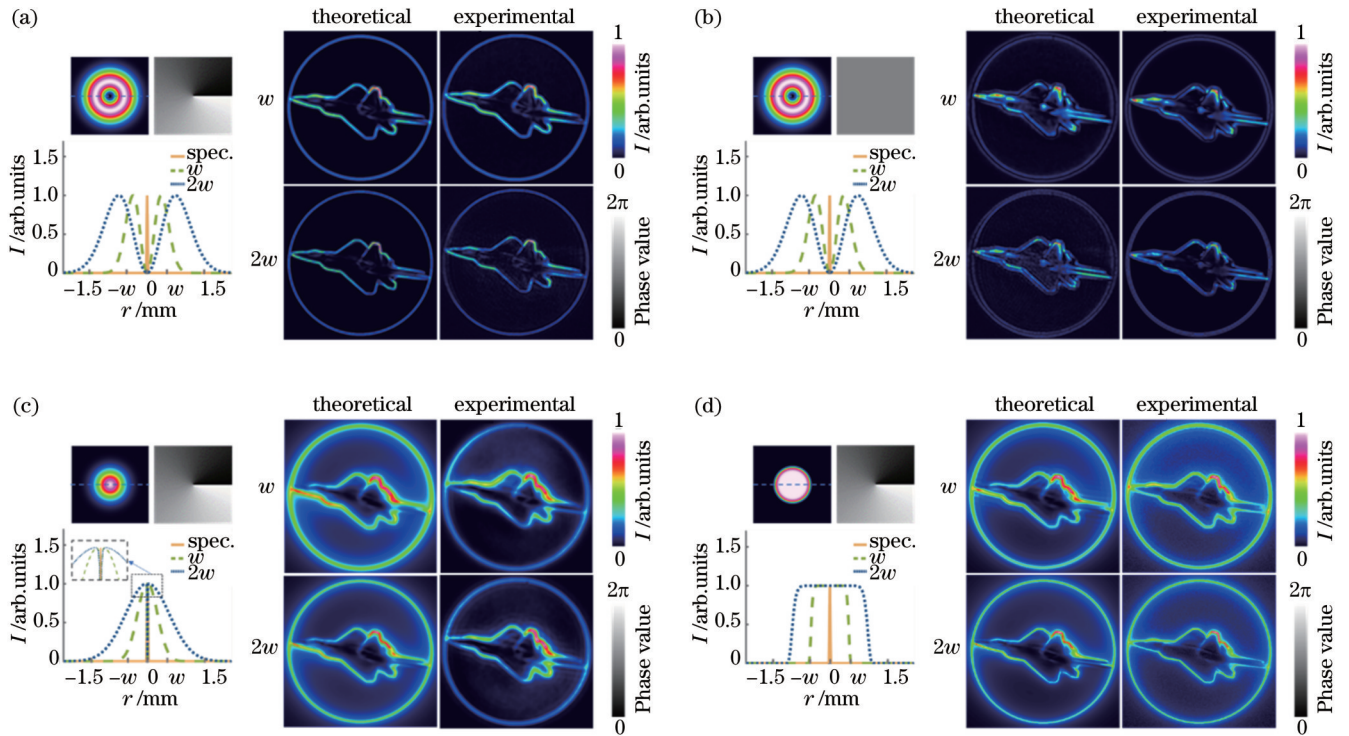 (a)
theoretical
experimental
w
2w
1
I /arb.units
0
2π
Phase value
0
spec.
w
2w
1.5
1.0
0.5
0
I /arb.units
−1.5 −w 0 w 1.5
r /mm
(b)
theoretical
experimental
w
2w
1
I /arb.units
0
2π
Phase value
0
spec.
w
2w
1.5
1.0
0.5
0
I /arb.units
−1.5 −w 0 w 1.5
r /mm
(c)
theoretical
experimental
w
2w
1
I /arb.units
0
2π
Phase value
0
spec.
w
2w
1.5
1.0
0.5
0
I /arb.units
−1.5 −w 0 w 1.5
r /mm
(d)
theoretical
experimental
w
2w
1
I /arb.units
0
2π
Phase value
0
spec.
w
2w
1.5
1.0
0.5
0
I /arb.units
−1.5 −w 0 w 1.5
r /mm